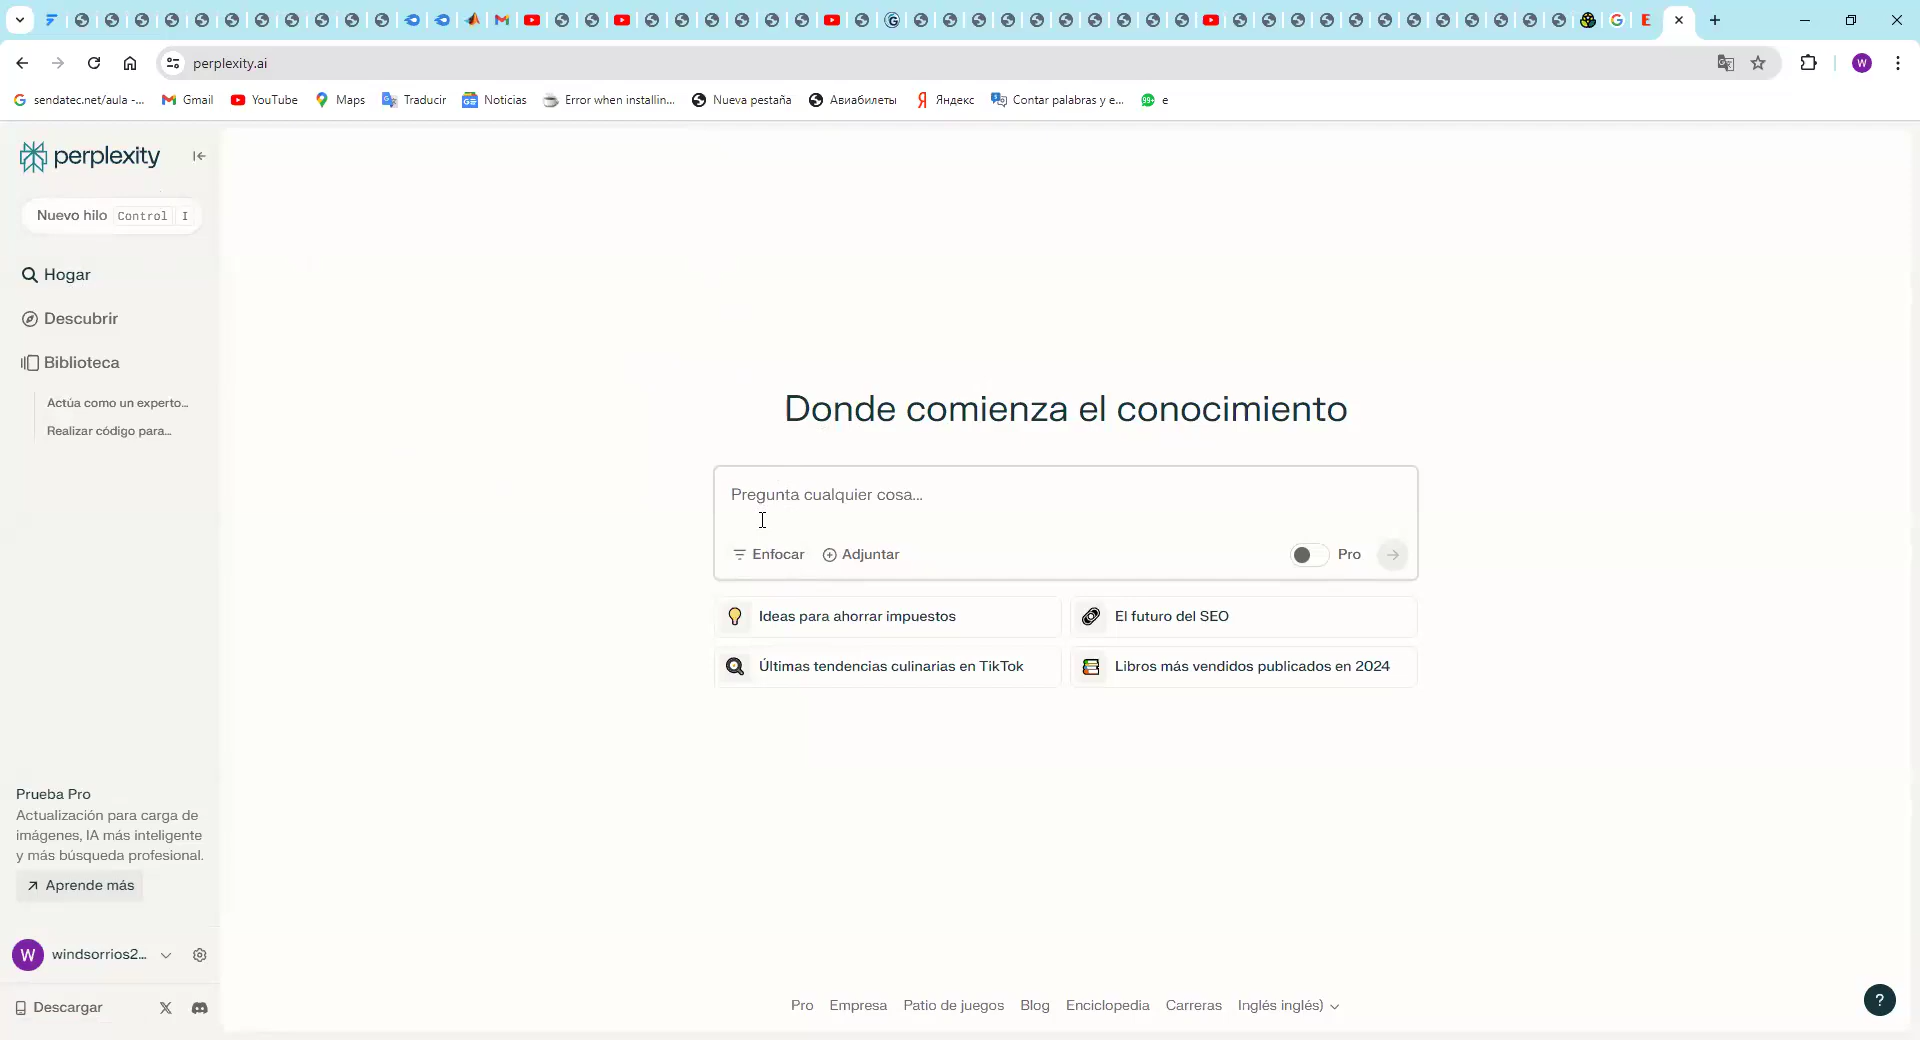 perplexity.ai
sendatec.net/aula -...
Gmail
YouTube
Maps
Traducir
Noticias
Error when installin...
Nueva pestaña
Авиабилеты
Яндекс
Contar palabras y e...
99+
e
W
perplexity
Nuevo hilo Control I
Hogar
Descubrir
Biblioteca
Actúa como un experto...
Realizar código para...
Donde comienza el conocimiento
Pregunta cualquier cosa...
Enfocar
Adjuntar
Pro
Ideas para ahorrar impuestos
El futuro del SEO
Últimas tendencias culinarias en TikTok
Libros más vendidos publicados en 2024
Prueba Pro
Actualización para carga de
imágenes, IA más inteligente
y más búsqueda profesional.
Aprende más
W
windsorrios2...
Descargar
Pro
Empresa
Patio de juegos
Blog
Enciclopedia
Carreras
Inglés inglés)
?